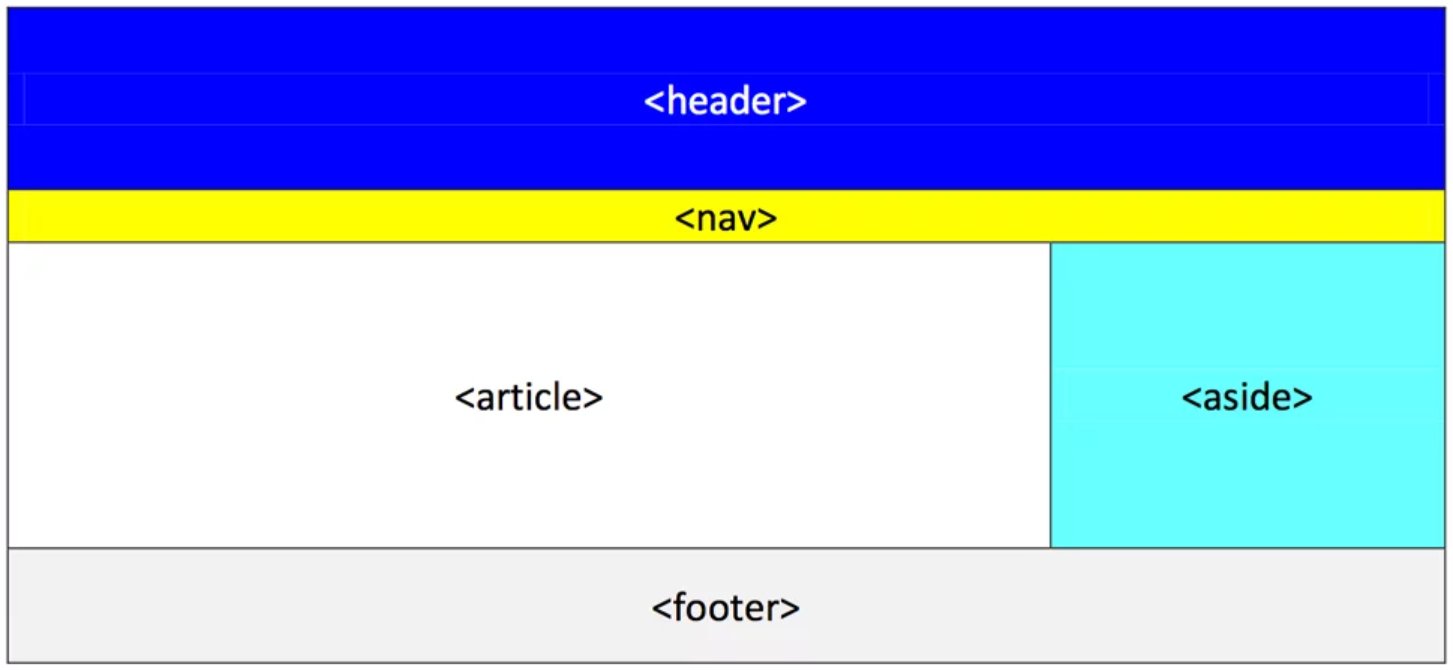 <header>
<nav>
<article>
<aside>
<footer>